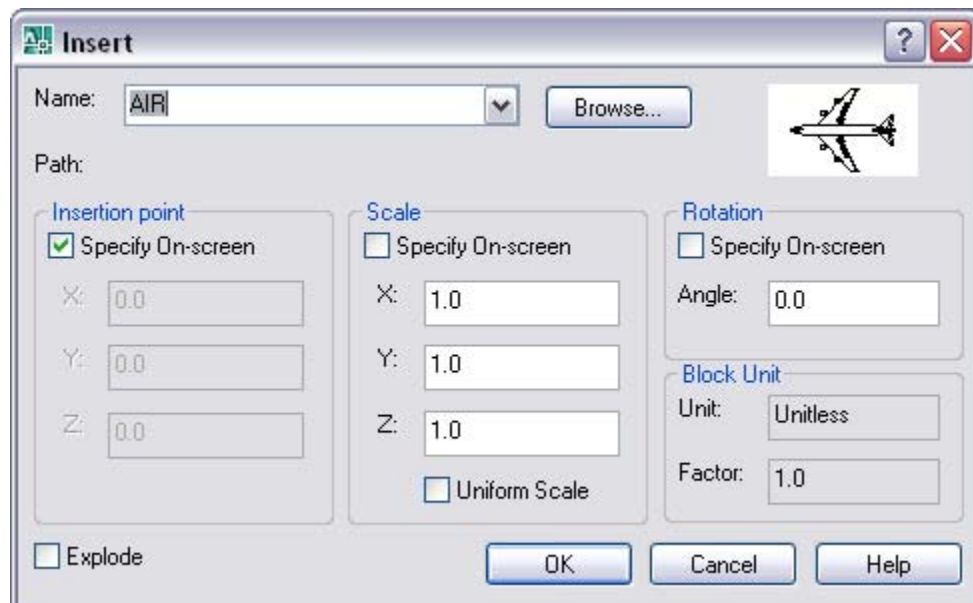 Insert
Name: AIR Browse...
Path:
Insertion point Scale Rotation
Specify On-screen Specify On-screen Specify On-screen
X: 0.0 X: 1.0 Angle: 0.0
Y: 0.0 Y: 1.0
Block Unit
Z: 0.0 Z: 1.0 Unit: Unitless
Uniform Scale Factor: 1.0
Explode OK Cancel Help